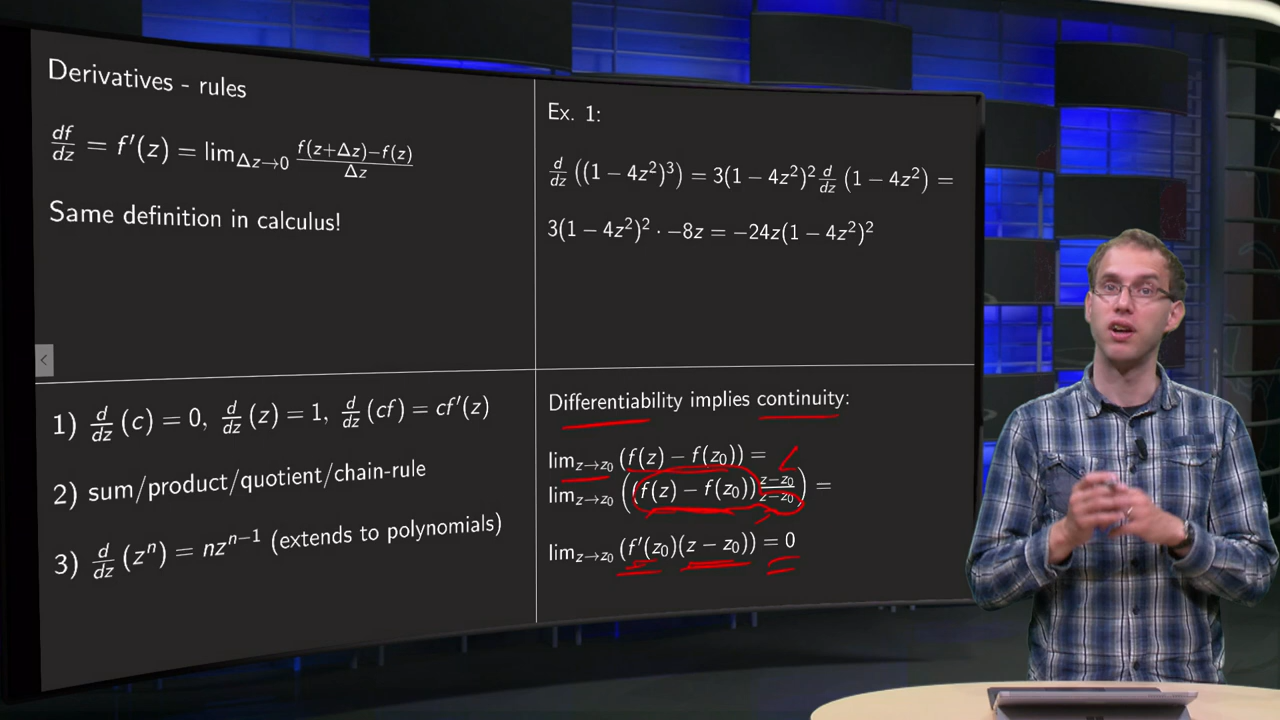 Derivatives - rules
df/dz = f′(z) = lim_{Δz→0} (f(z+Δz)−f(z))/Δz
Same definition in calculus!
Ex. 1:
d/dz ((1 − 4z²)³) = 3(1 − 4z²)² d/dz (1 − 4z²) =
3(1 − 4z²)² · −8z = −24z(1 − 4z²)²
1) d/dz (c) = 0, d/dz (z) = 1, d/dz (cf) = cf′(z)
2) sum/product/quotient/chain-rule
3) d/dz (zⁿ) = nzⁿ⁻¹ (extends to polynomials)
Differentiability implies continuity:
lim_{z→z₀} (f(z) − f(z₀)) =
lim_{z→z₀} ((f(z) − f(z₀)) (z−z₀)/(z−z₀)) =
lim_{z→z₀} (f′(z₀)(z − z₀)) = 0